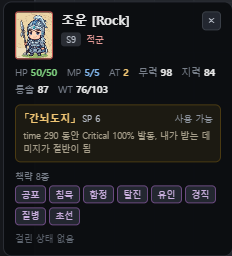 조운 [Rock]
×
S9 적군
HP 50/50 MP 5/5 AT 2 무력 98 지력 84
통솔 87 WT 76/103
「간뇌도지」 SP 6 사용 가능
time 290 동안 Critical 100% 발동, 내가 받는 데
미지가 절반이 됨
책략 8종
공포 침묵 함정 탈진 유인 경직
질병 초선
걸린 상태 없음